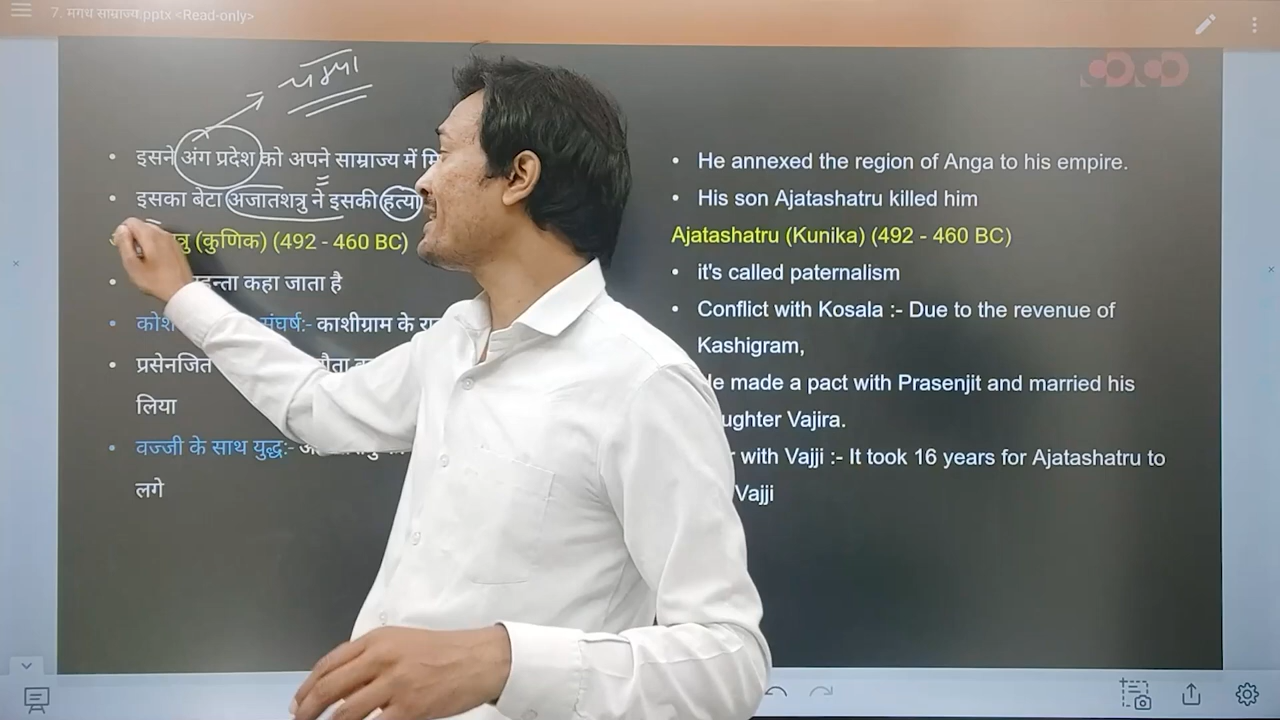 7. मगध साम्राज्य.pptx <Read-only>
चम्पा
इसने अंग प्रदेश को अपने साम्राज्य में
इसका बेटा अजातशत्रु ने इसकी हत्या
(कुणिक) (492 - 460 BC)
कहा जाता है
काशीग्राम के
प्रसेनजित
लिया
वज्जी के साथ युद्ध:-
लगे
He annexed the region of Anga to his empire.
His son Ajatashatru killed him
Ajatashatru (Kunika) (492 - 460 BC)
it's called paternalism
Conflict with Kosala :- Due to the revenue of
Kashigram,
made a pact with Prasenjit and married his
Vajira.
with Vajji :- It took 16 years for Ajatashatru to
Vajji